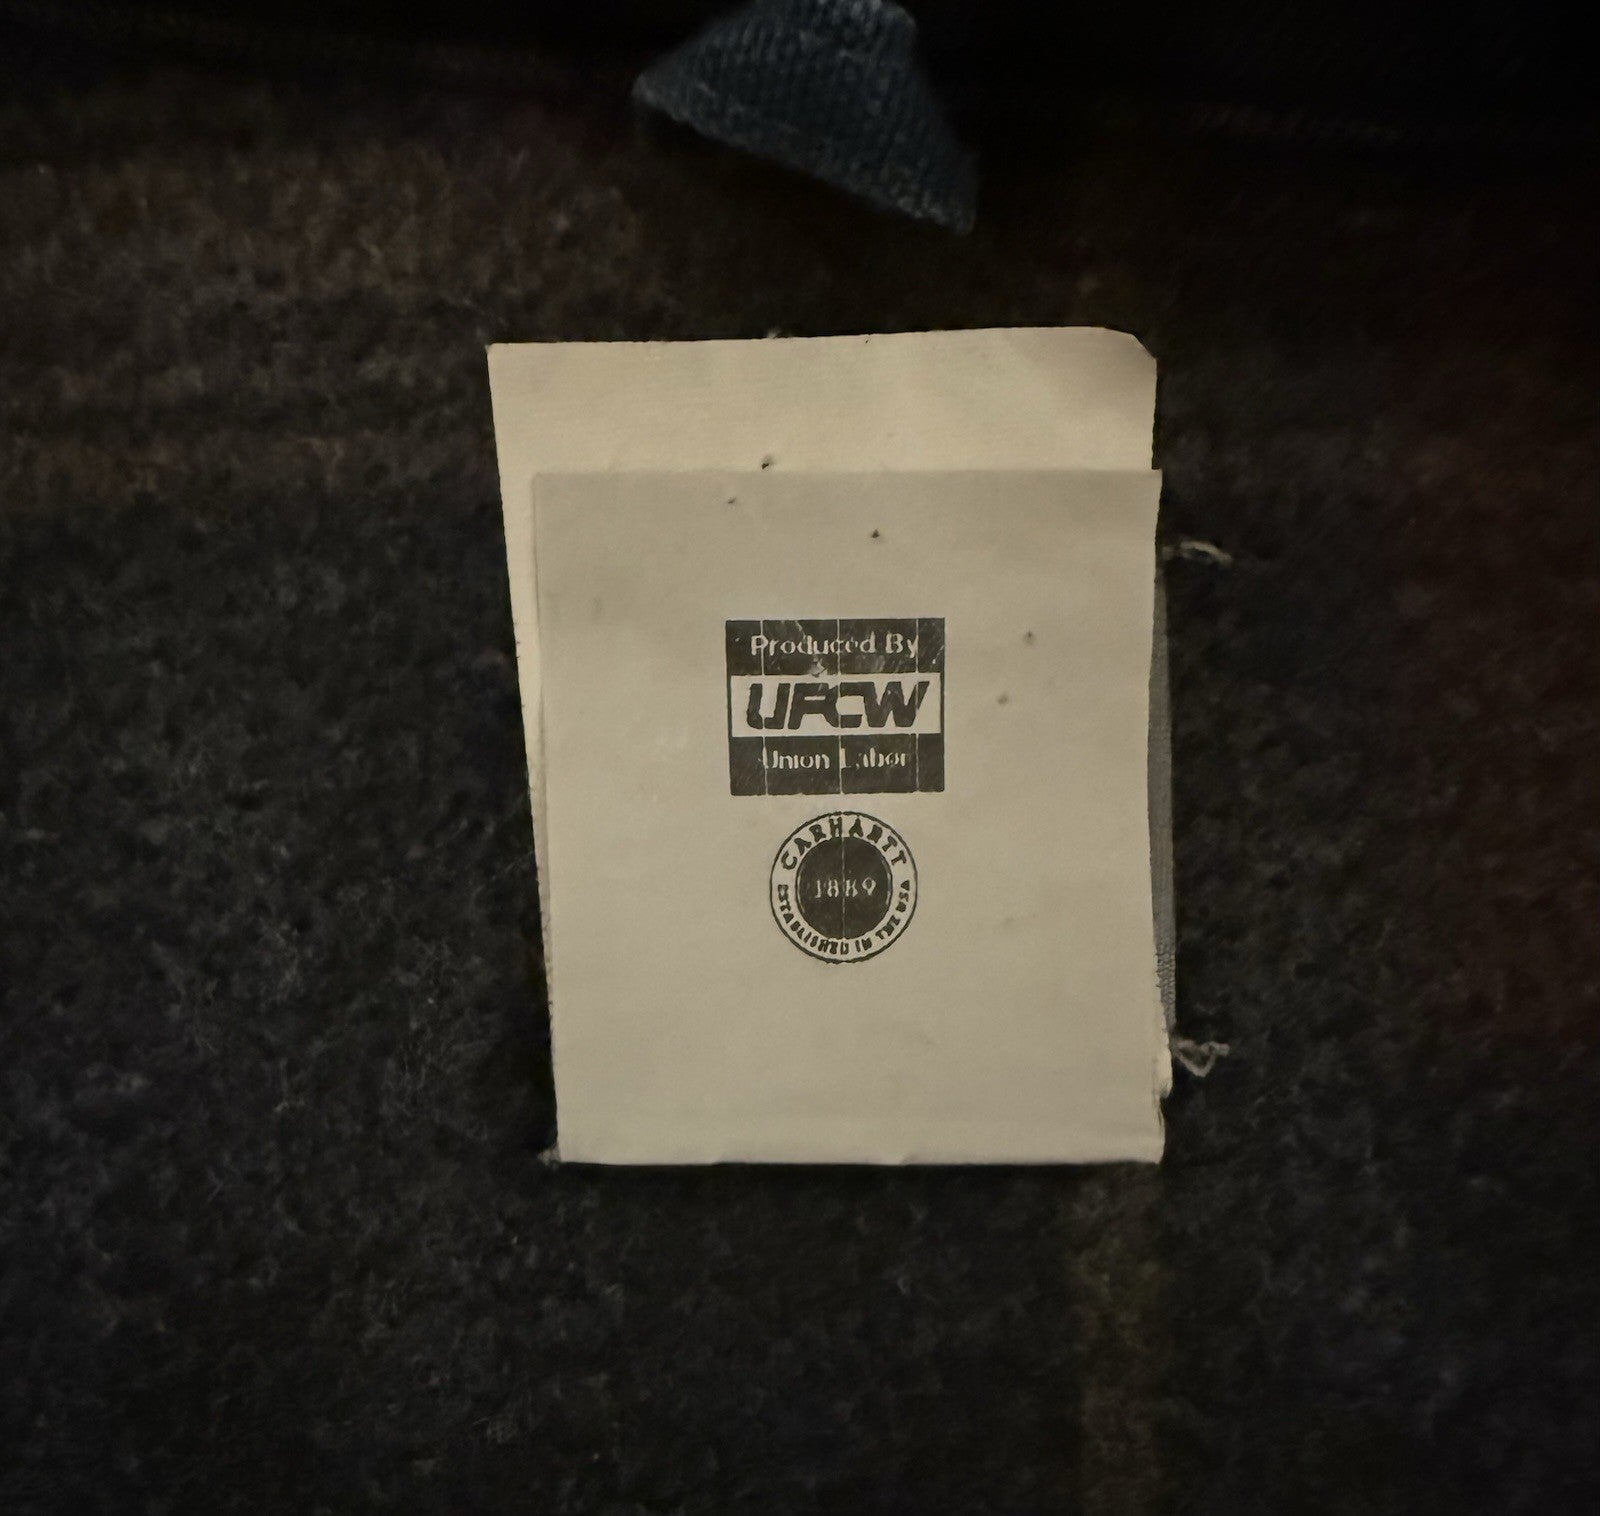 Produced By
UFCW
Union Labor
CARHARTT
1889
ESTABLISHED IN THE USA